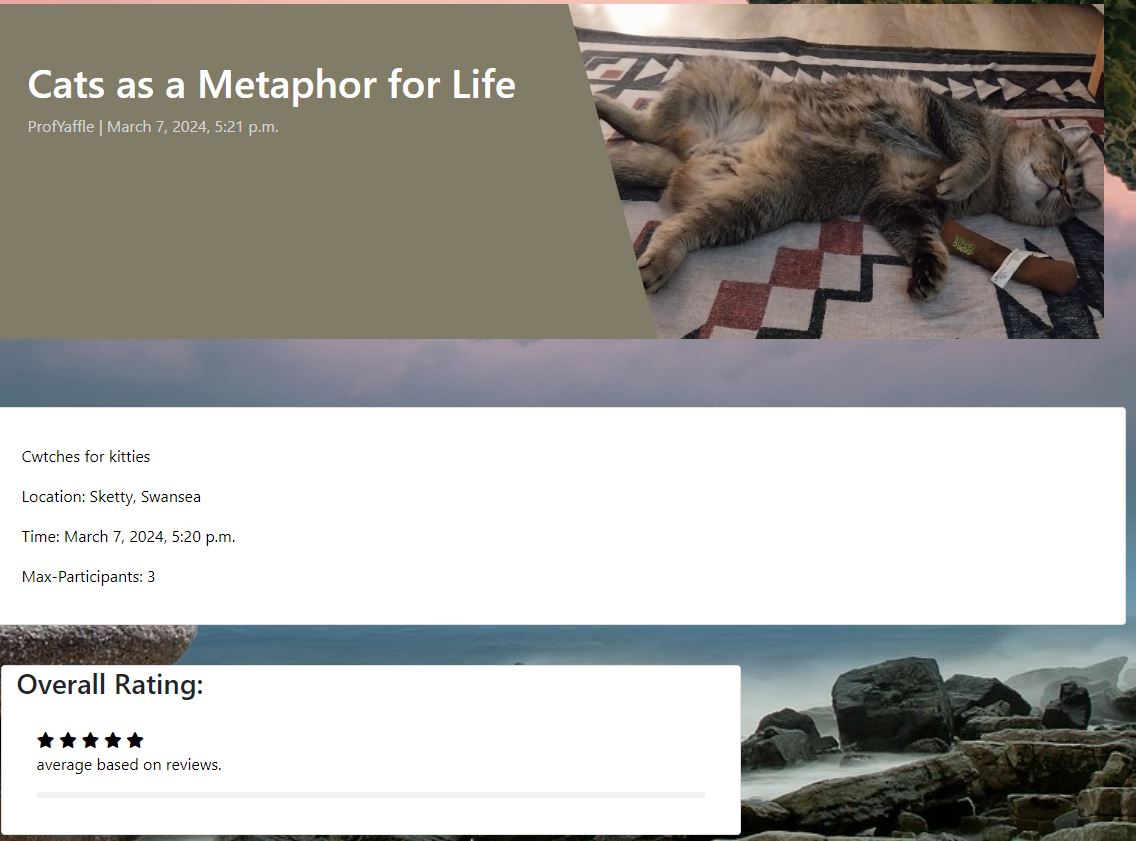 Cats as a Metaphor for Life
ProfYaffle | March 7, 2024, 5:21 p.m.
Cwtches for kitties
Location: Sketty, Swansea
Time: March 7, 2024, 5:20 p.m.
Max-Participants: 3
Overall Rating:
average based on reviews.